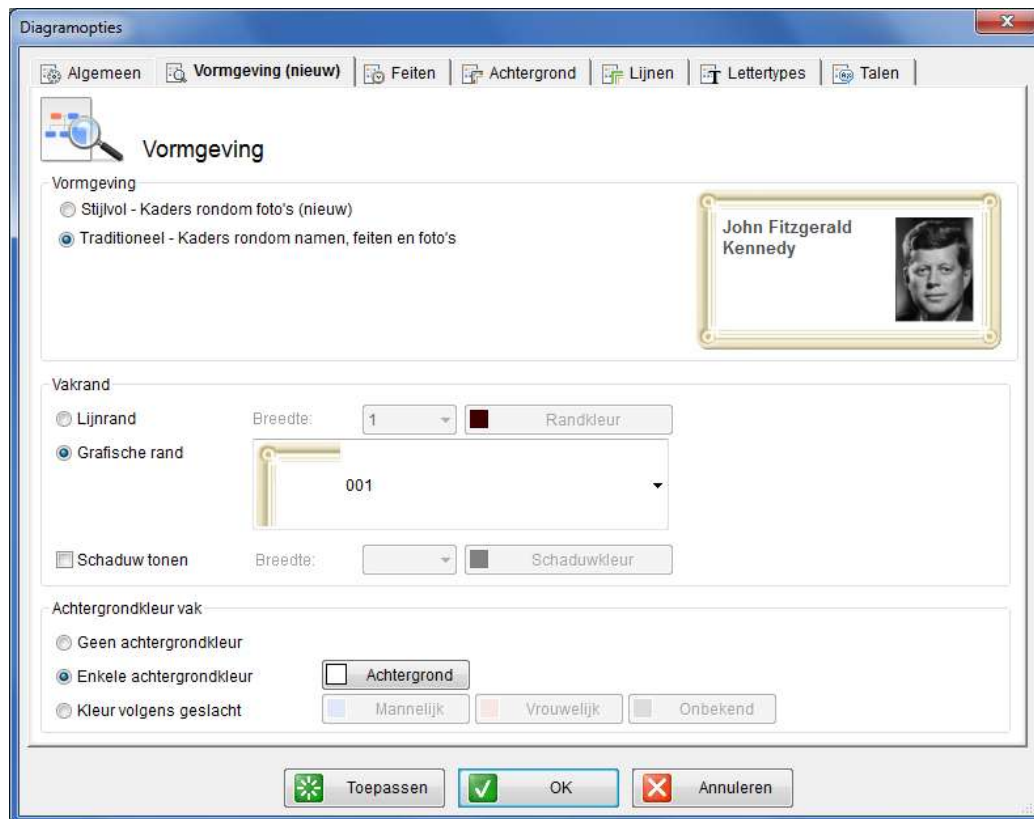 Diagramopties
Algemeen Vormgeving (nieuw) Feiten Achtergrond Lijnen Lettertypes Talen
Vormgeving
Vormgeving
Stijlvol - Kaders rondom foto's (nieuw)
Traditioneel - Kaders rondom namen, feiten en foto's
John Fitzgerald
Kennedy
Vakrand
Lijnrand Breedte: 1 Randkleur
Grafische rand
001
Schaduw tonen Breedte: Schaduwkleur
Achtergrondkleur vak
Geen achtergrondkleur
Enkele achtergrondkleur Achtergrond
Kleur volgens geslacht Mannelijk Vrouwelijk Onbekend
Toepassen OK Annuleren